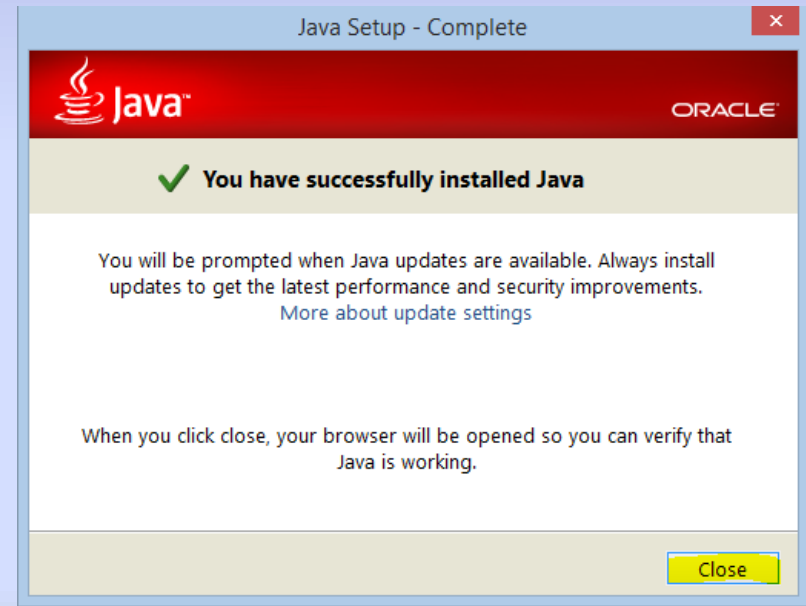 Java Setup - Complete
Java™
ORACLE®
You have successfully installed Java
You will be prompted when Java updates are available. Always install
updates to get the latest performance and security improvements.
More about update settings
When you click close, your browser will be opened so you can verify that
Java is working.
Close